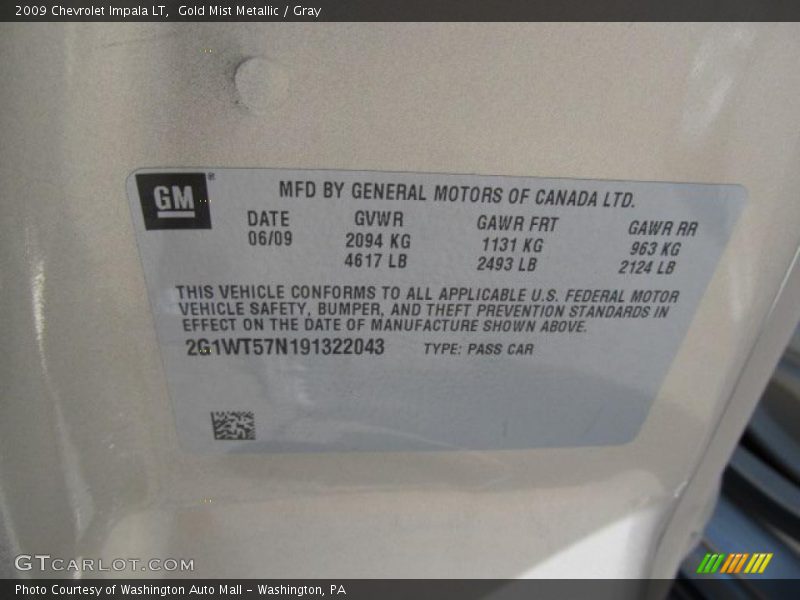 2009 Chevrolet Impala LT,  Gold Mist Metallic / Gray
GM ®
MFD BY GENERAL MOTORS OF CANADA LTD.
DATE GVWR GAWR FRT GAWR RR
06/09 2094 KG 1131 KG 963 KG
4617 LB 2493 LB 2124 LB
THIS VEHICLE CONFORMS TO ALL APPLICABLE U.S. FEDERAL MOTOR
VEHICLE SAFETY, BUMPER, AND THEFT PREVENTION STANDARDS IN
EFFECT ON THE DATE OF MANUFACTURE SHOWN ABOVE.
2G1WT57N191322043 TYPE: PASS CAR
GTCARLOT.COM
Photo Courtesy of Washington Auto Mall - Washington, PA